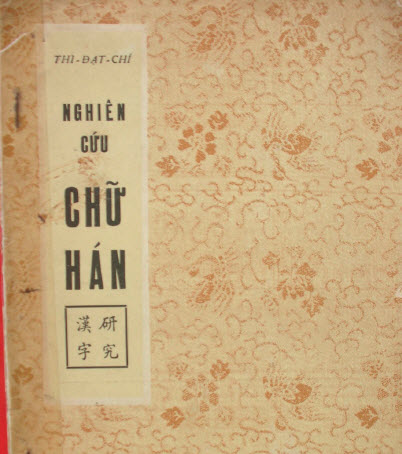 THI-ĐẠT-CHÍ
NGHIÊN
CỨU
CHỮ
HÁN
研究
漢字